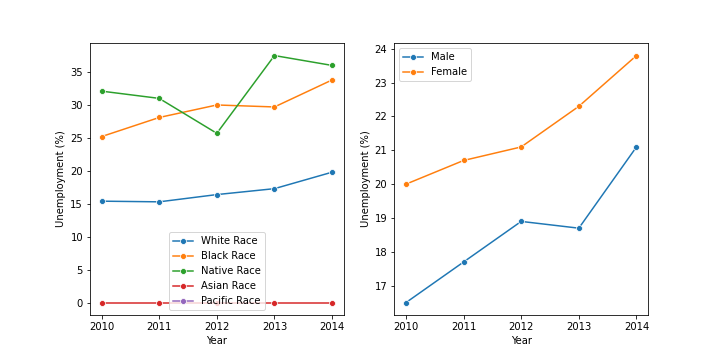 35
30
25
20
15
10
5
0
Unemployment (%)
White Race
Black Race
Native Race
Asian Race
Pacific Race
2010 2011 2012 2013 2014
Year
24
23
22
21
20
19
18
17
Unemployment (%)
Male
Female
2010 2011 2012 2013 2014
Year